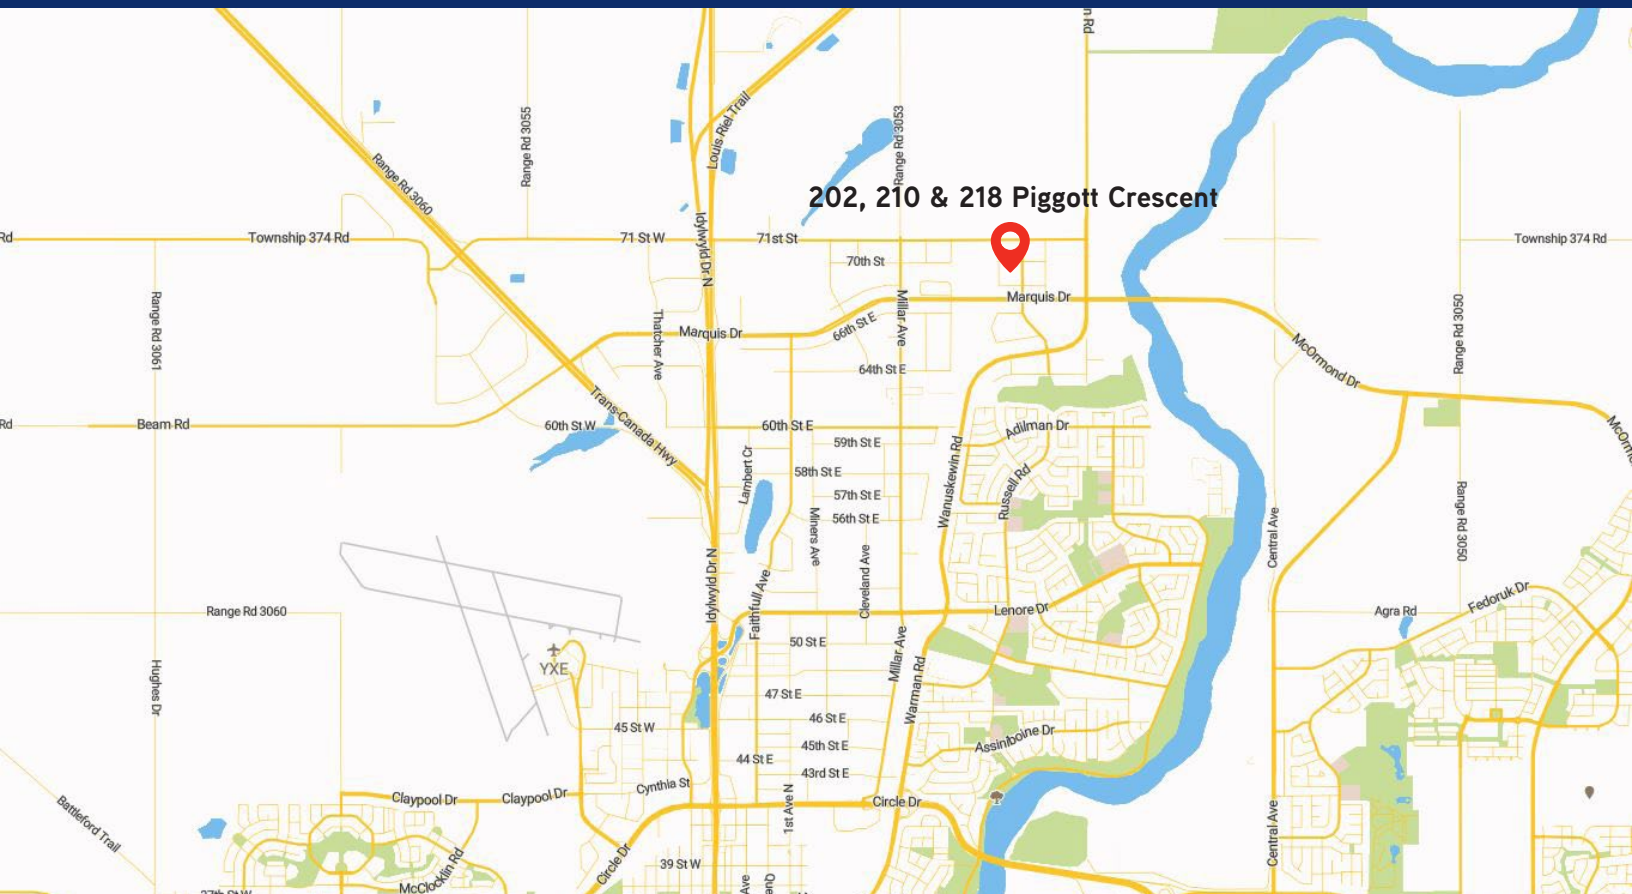 n Rd
Range Rd 3055
Louis Riel Trail
Range Rd 3053
Range Rd 3060
202, 210 & 218 Piggott Crescent
Rd
Township 374 Rd
71 St W
71st St
Township 374 Rd
Idylwyld Dr N
70th St
Marquis Dr
Range Rd 3061
Thatcher Ave
Marquis Dr
66th St E
Millar Ave
McOrmond Dr
Range Rd 3050
64th St E
Trans-Canada Hwy
Rd
Beam Rd
60th St W
60th St E
Adilman Dr
59th St E
Lambert Cr
58th St E
Wanuskewin Rd
Russell Rd
57th St E
56th St E
Miners Ave
Central Ave
Range Rd 3050
Idylwyld Dr N
Faithfull Ave
Cleveland Ave
Range Rd 3060
Lenore Dr
Agra Rd
Fedoruk Dr
50 St E
Millar Ave
YXE
Hughes Dr
Warman Rd
47 St E
46 St E
45 St W
45th St E
Assiniboine Dr
44 St E
43rd St E
Cynthia St
Claypool Dr
Claypool Dr
1st Ave N
Circle Dr
Battleford Trail
Central Ave
McClocklin Rd
Circle Dr
39 St W
Ave